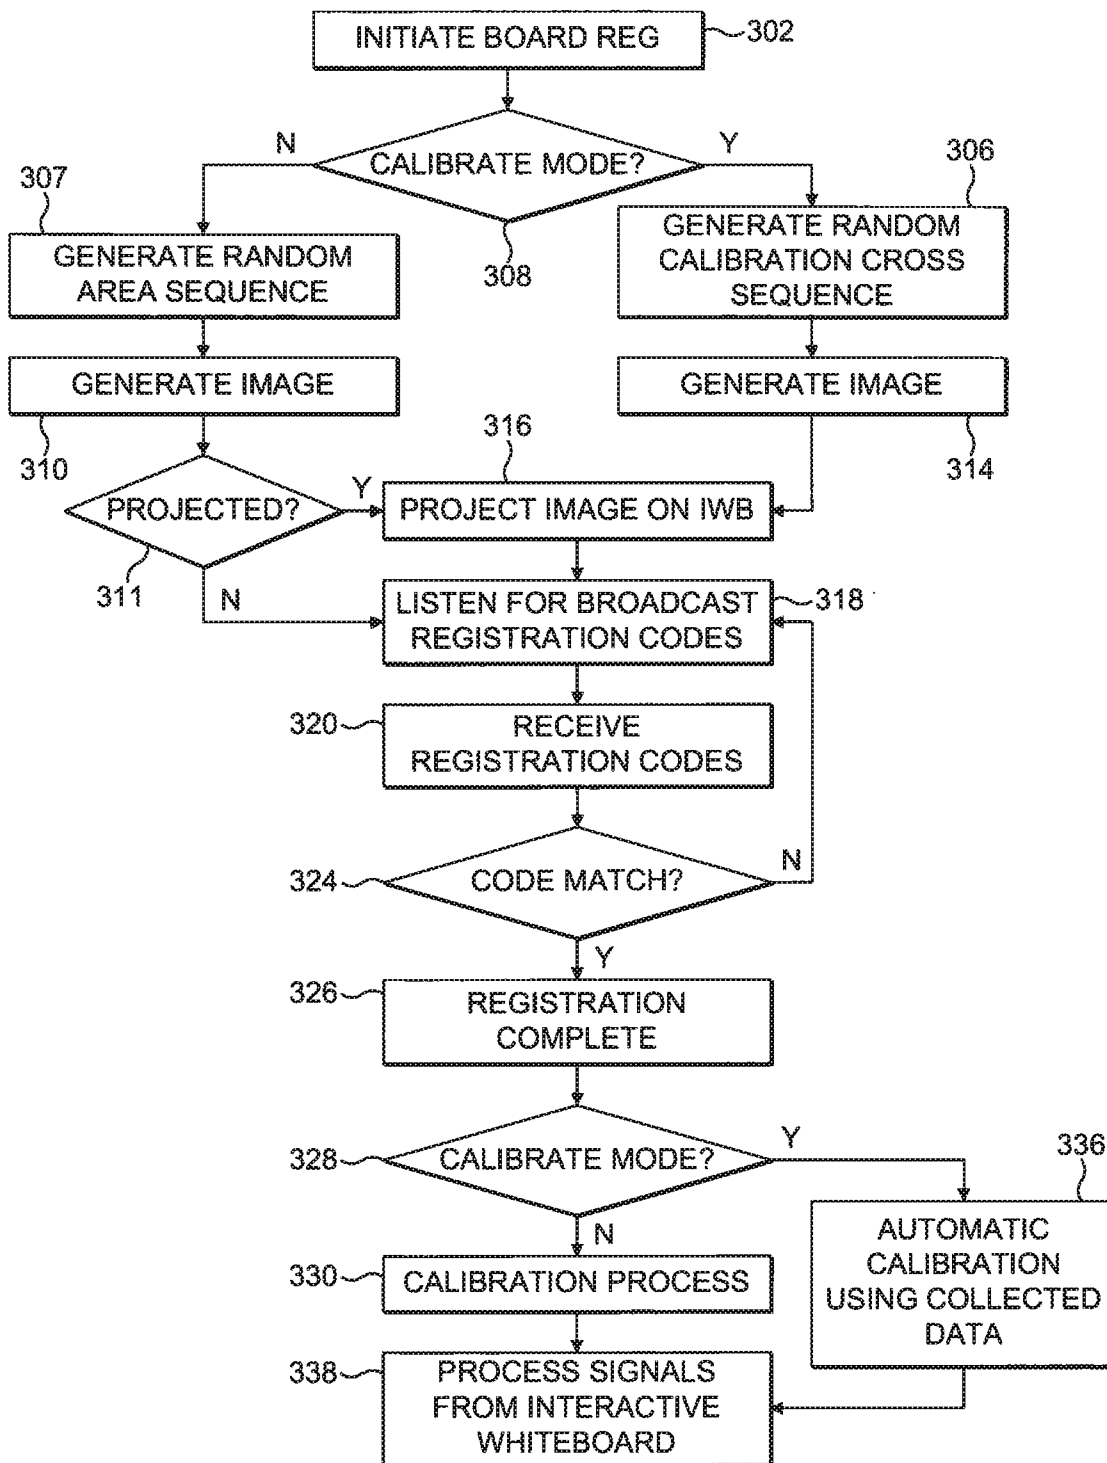 INITIATE BOARD REG
302
N
CALIBRATE MODE?
Y
308
307
GENERATE RANDOM
AREA SEQUENCE
306
GENERATE RANDOM
CALIBRATION CROSS
SEQUENCE
GENERATE IMAGE
310
GENERATE IMAGE
314
PROJECTED?
311
Y
N
316
PROJECT IMAGE ON IWB
LISTEN FOR BROADCAST
REGISTRATION CODES
318
320
RECEIVE
REGISTRATION CODES
324
CODE MATCH?
N
Y
326
REGISTRATION
COMPLETE
328
CALIBRATE MODE?
Y
N
336
AUTOMATIC
CALIBRATION
USING COLLECTED
DATA
330
CALIBRATION PROCESS
338
PROCESS SIGNALS
FROM INTERACTIVE
WHITEBOARD